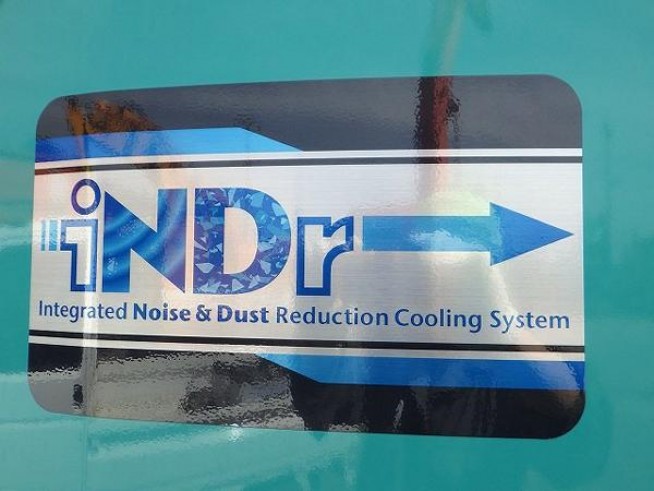 iNDr
Integrated Noise & Dust Reduction Cooling System